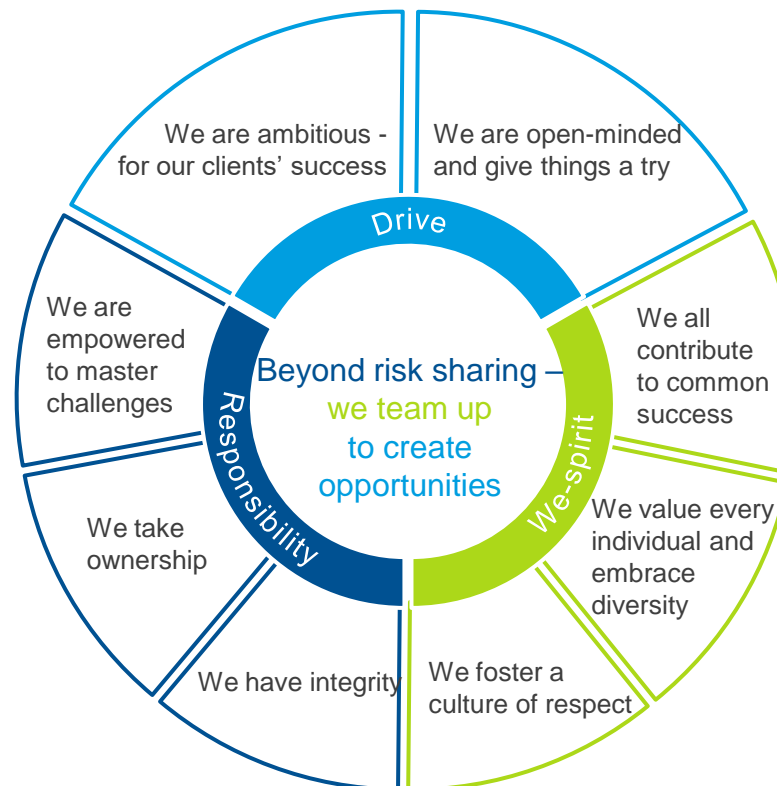 We are ambitious -
for our clients’ success
We are open-minded
and give things a try
Drive
We are
empowered
to master
challenges
We all
contribute
to common
success
Beyond risk sharing –
we team up
to create
opportunities
Responsibility
We-spirit
We take
ownership
We value every
individual and
embrace
diversity
We have integrity
We foster a
culture of respect